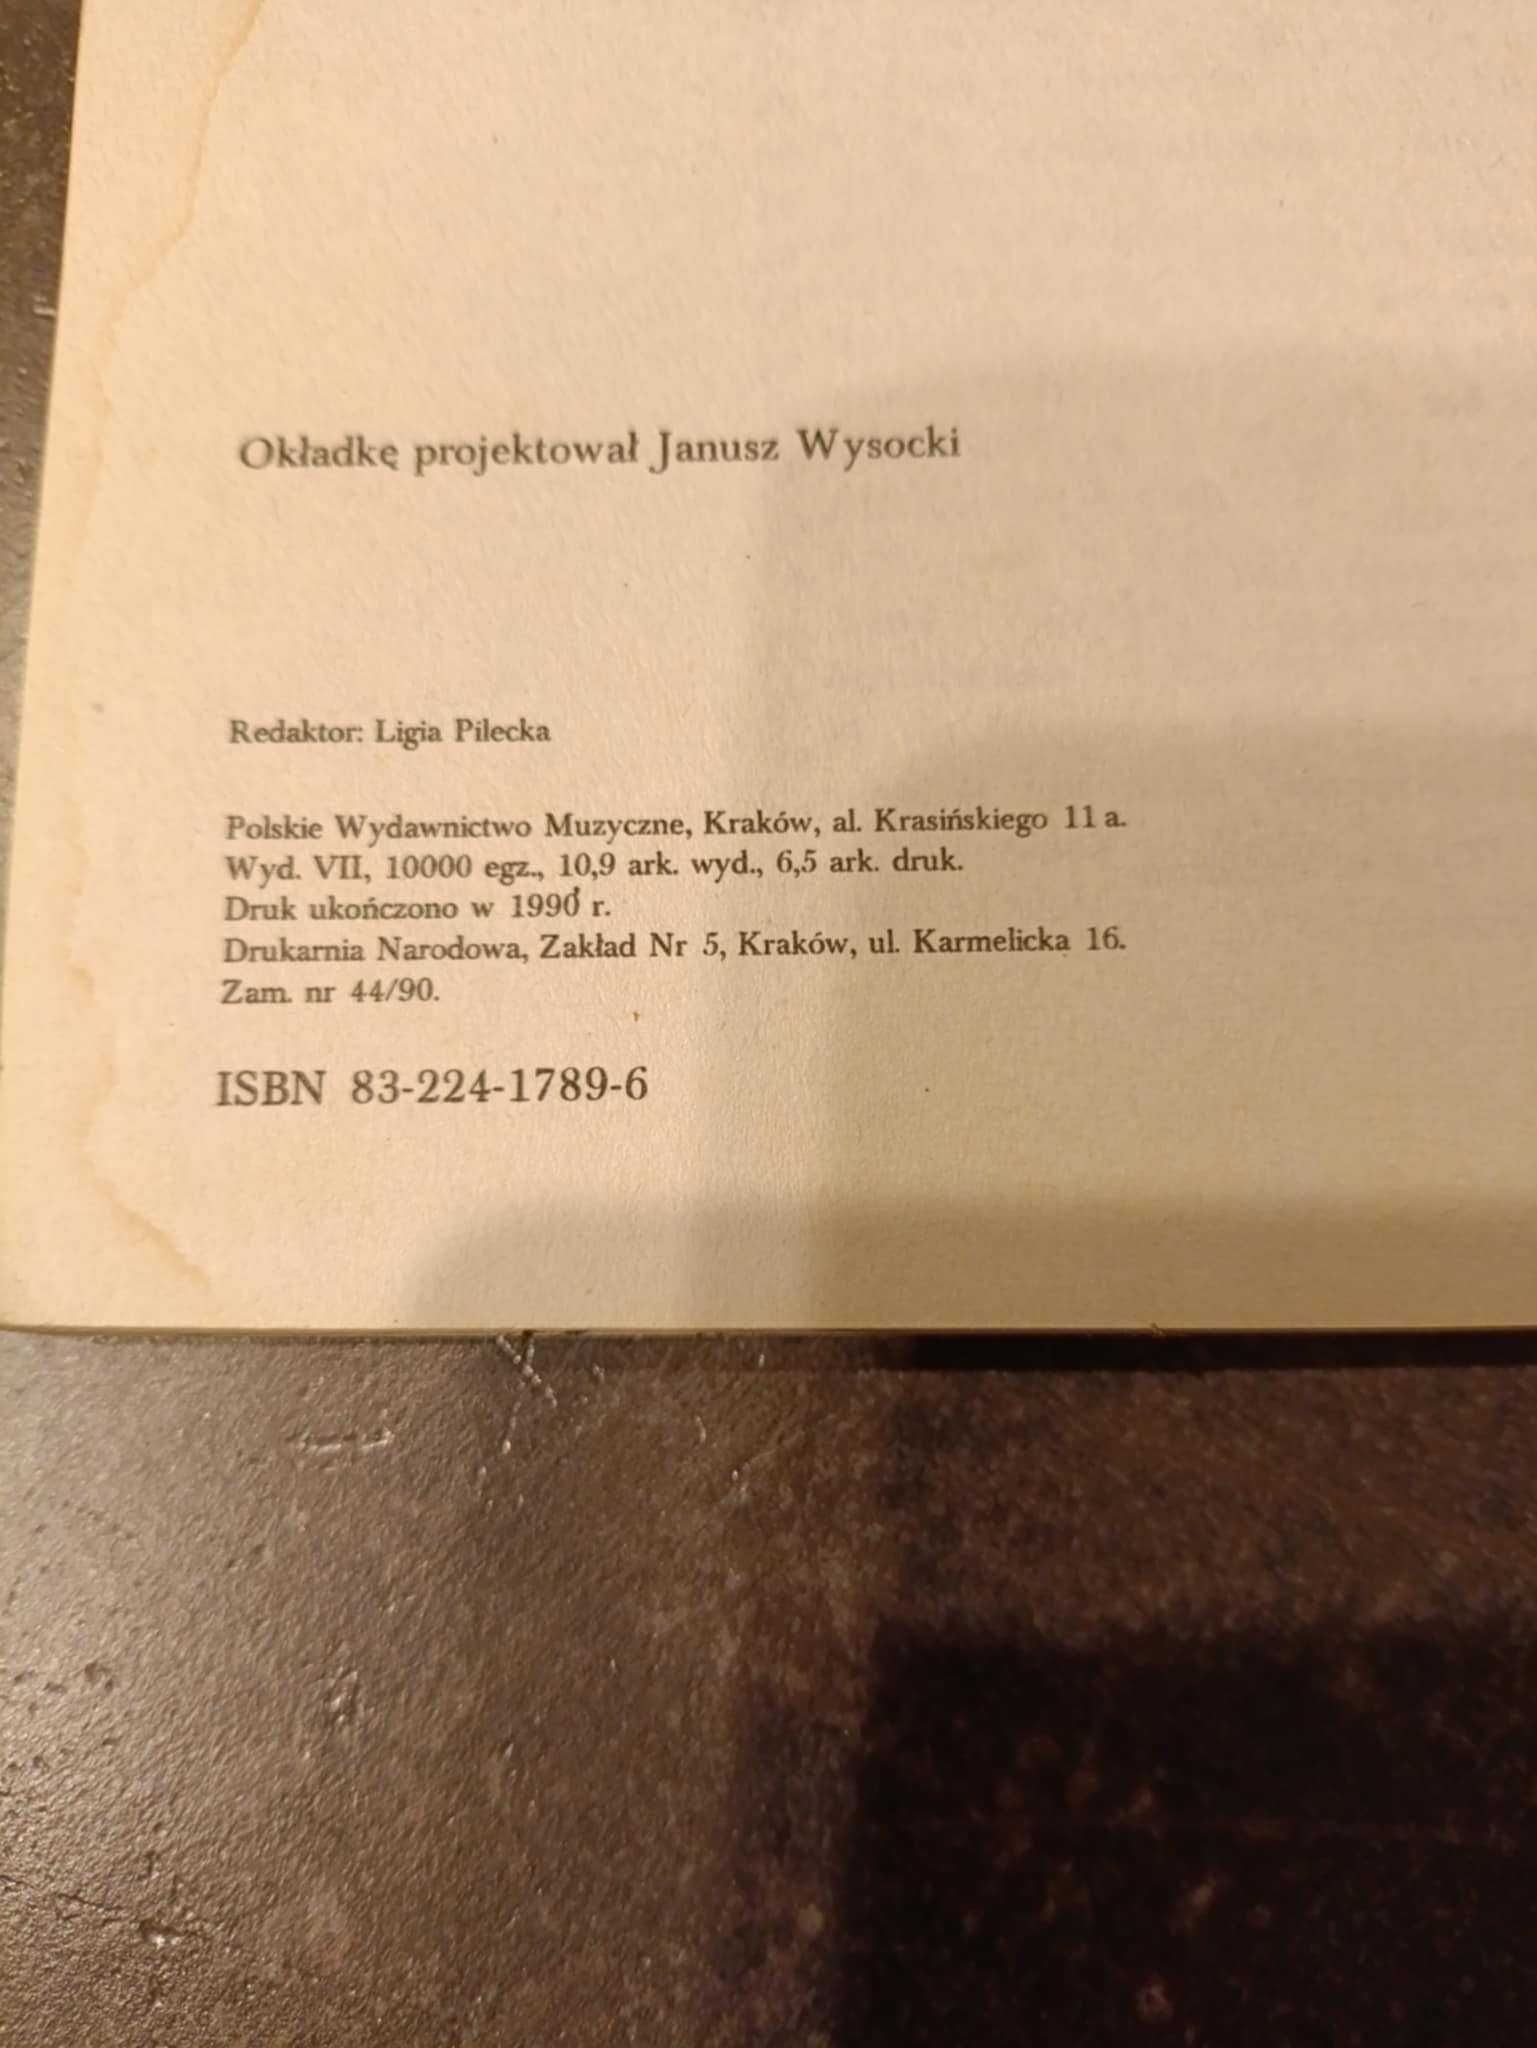 Okładkę projektował Janusz Wysocki
Redaktor: Ligia Pilecka
Polskie Wydawnictwo Muzyczne, Kraków, al. Krasińskiego 11 a.
Wyd. VII, 10000 egz., 10,9 ark. wyd., 6,5 ark. druk.
Druk ukończono w 1990 r.
Drukarnia Narodowa, Zakład Nr 5, Kraków, ul. Karmelicka 16.
Zam. nr 44/90.
ISBN 83-224-1789-6